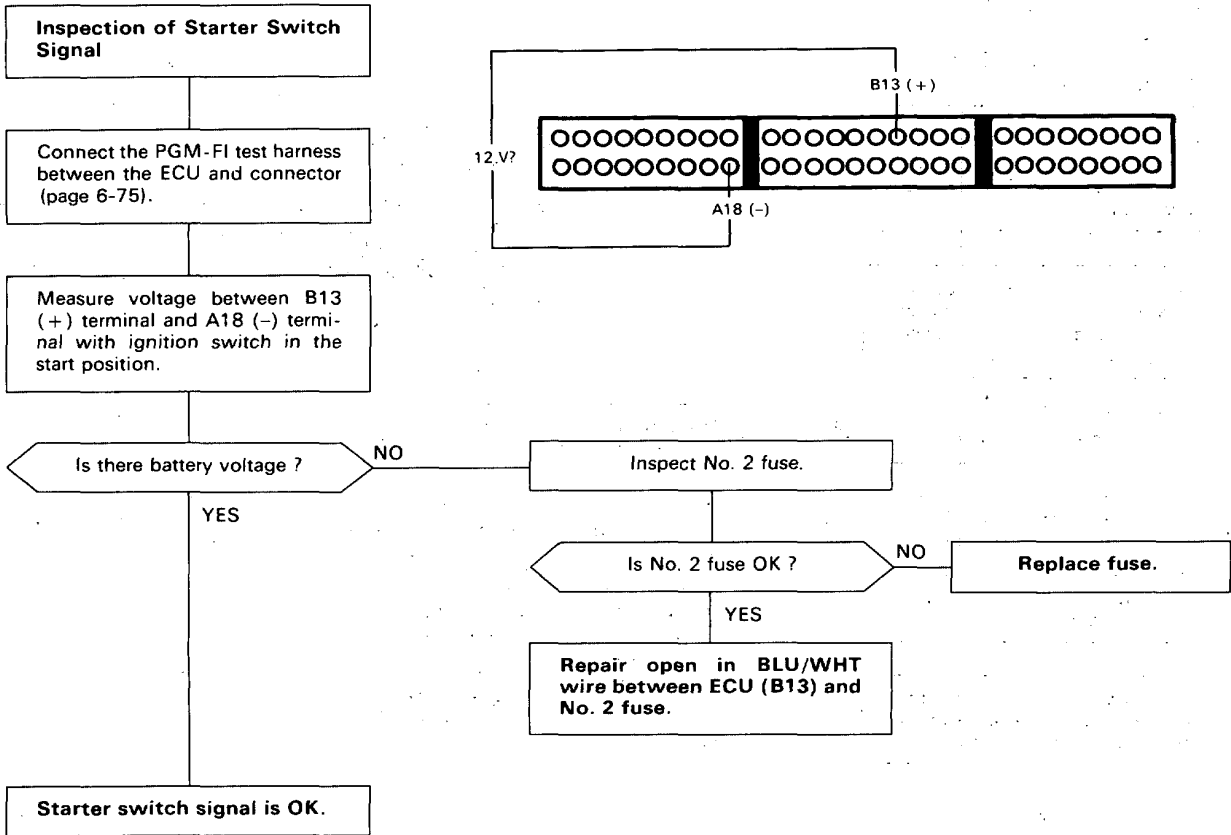 Inspection of Starter Switch
Signal
Connect the PGM-FI test harness
between the ECU and connector
(page 6-75).
Measure voltage between B13
(+) terminal and A18 (–) termi-
nal with ignition switch in the
start position.
Is there battery voltage ?
NO
YES
Starter switch signal is OK.
B13 (+)
12 V?
A18 (–)
Inspect No. 2 fuse.
Is No. 2 fuse OK ?
NO
Replace fuse.
YES
Repair open in BLU/WHT
wire between ECU (B13) and
No. 2 fuse.